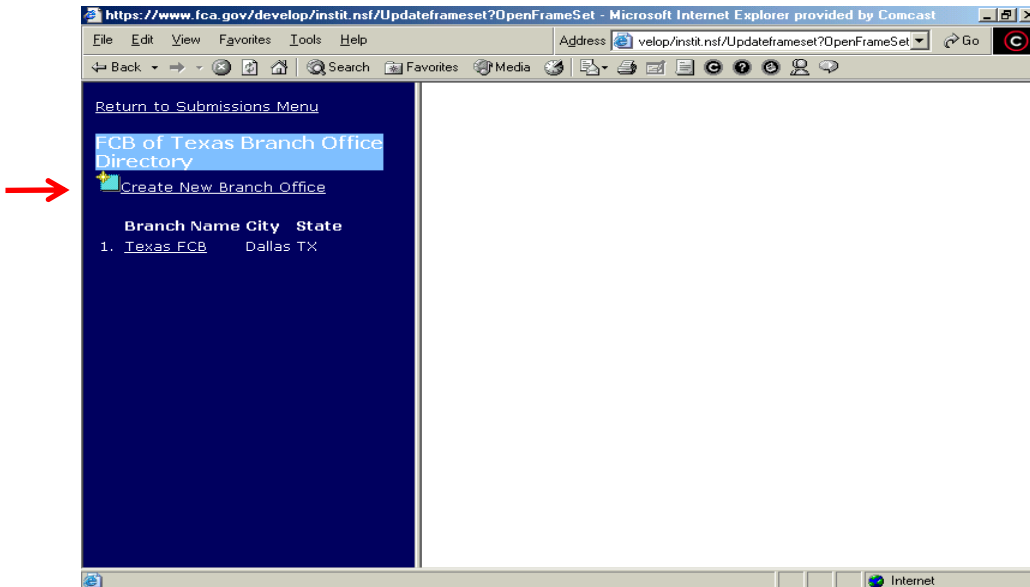 https://www.fca.gov/develop/instit.nsf/Updateframeset?OpenFrameSet - Microsoft Internet Explorer provided by Comcast
File Edit View Favorites Tools Help Address velop/instit.nsf/Updateframeset?OpenFrameSet Go
Back Search Favorites Media
Return to Submissions Menu
FCB of Texas Branch Office
Directory
Create New Branch Office
Branch Name City State
1. Texas FCB Dallas TX
Internet